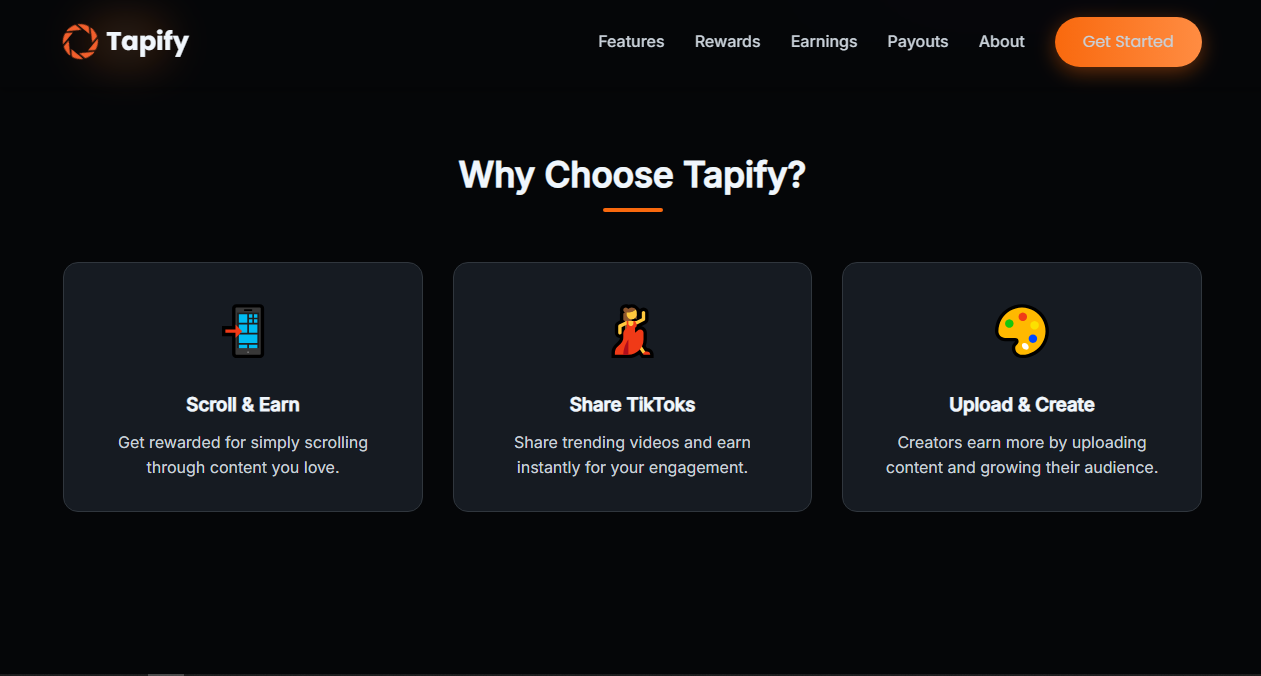 Tapify
Features
Rewards
Earnings
Payouts
About
Get Started
Why Choose Tapify?
Scroll & Earn
Get rewarded for simply scrolling
through content you love.
Share TikToks
Share trending videos and earn
instantly for your engagement.
Upload & Create
Creators earn more by uploading
content and growing their audience.